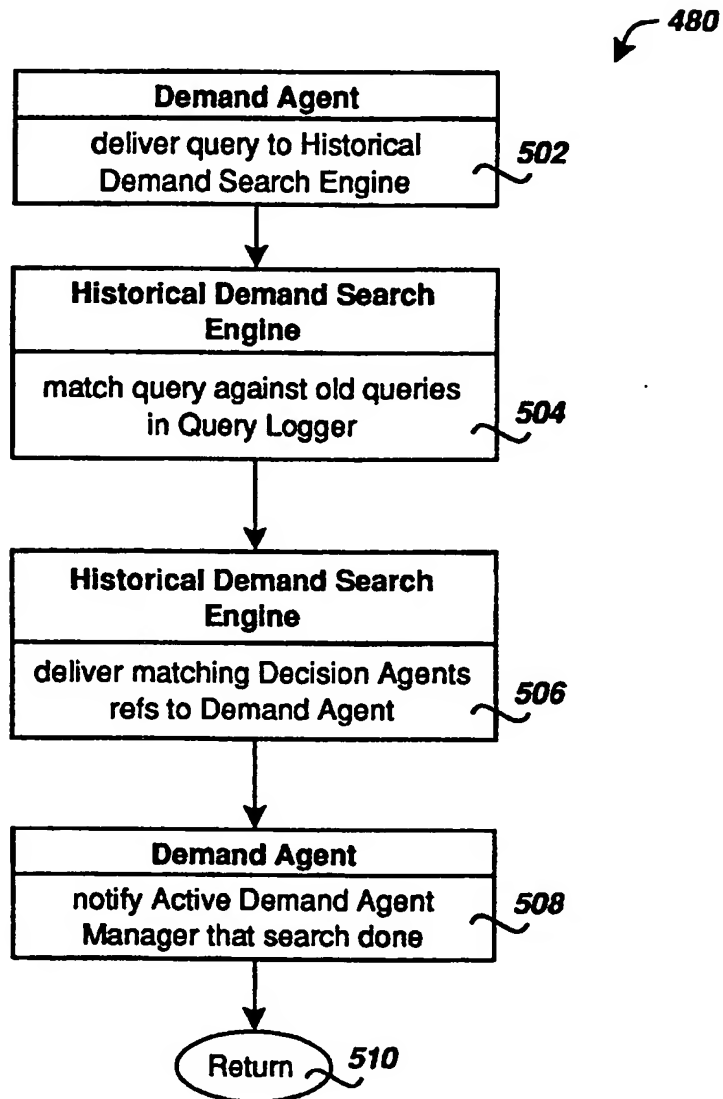 480
Demand Agent
deliver query to Historical
Demand Search Engine
502
Historical Demand Search
Engine
match query against old queries
in Query Logger
504
Historical Demand Search
Engine
deliver matching Decision Agents
refs to Demand Agent
506
Demand Agent
notify Active Demand Agent
Manager that search done
508
Return
510